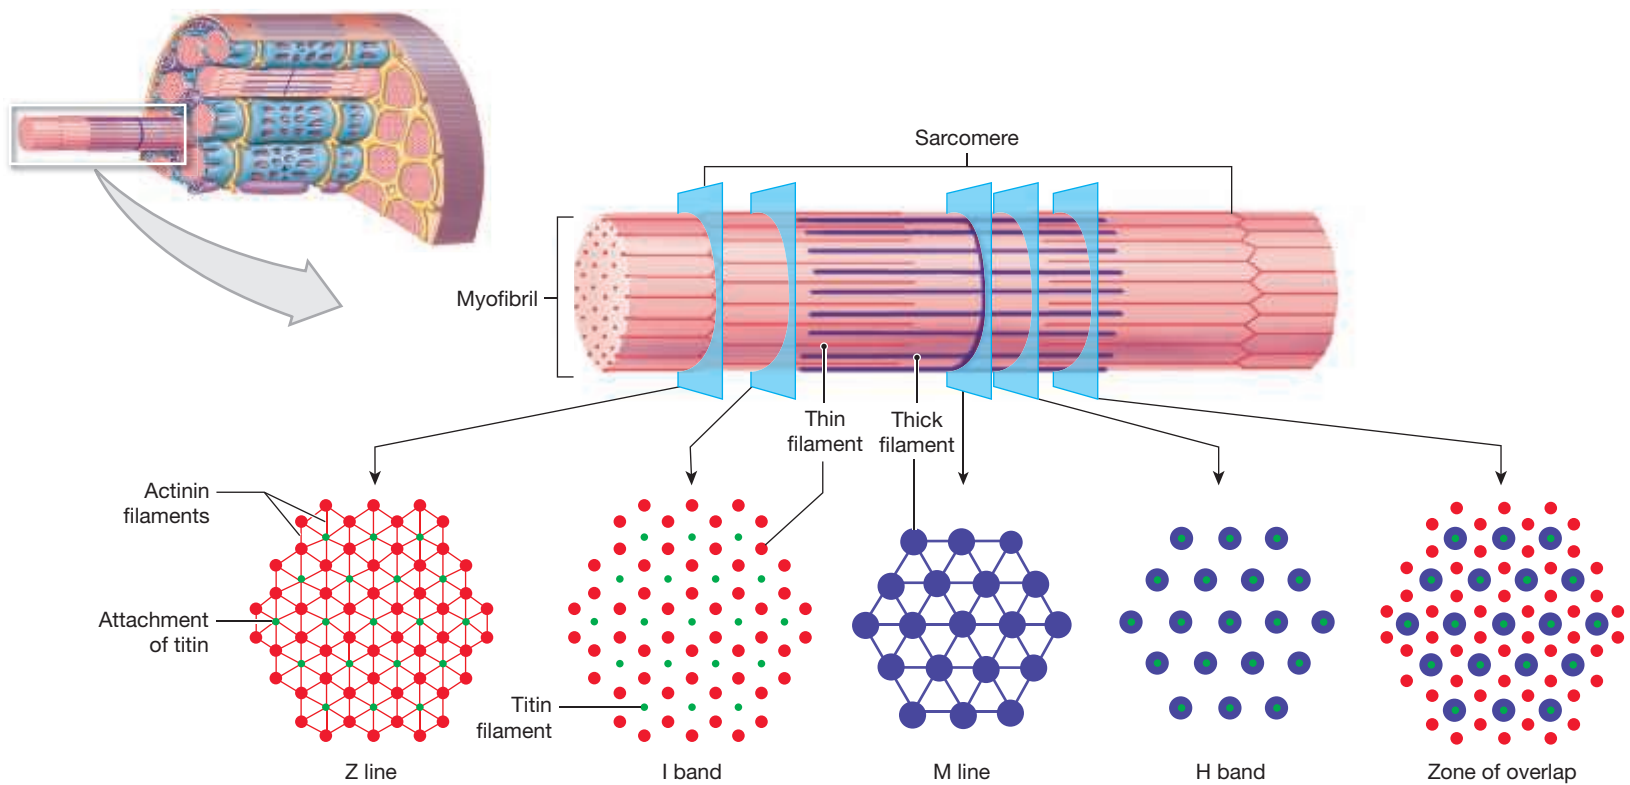 Sarcomere
Myofibril
Thin
filament
Thick
filament
Actinin
filaments
Attachment
of titin
Titin
filament
Z line
I band
M line
H band
Zone of overlap